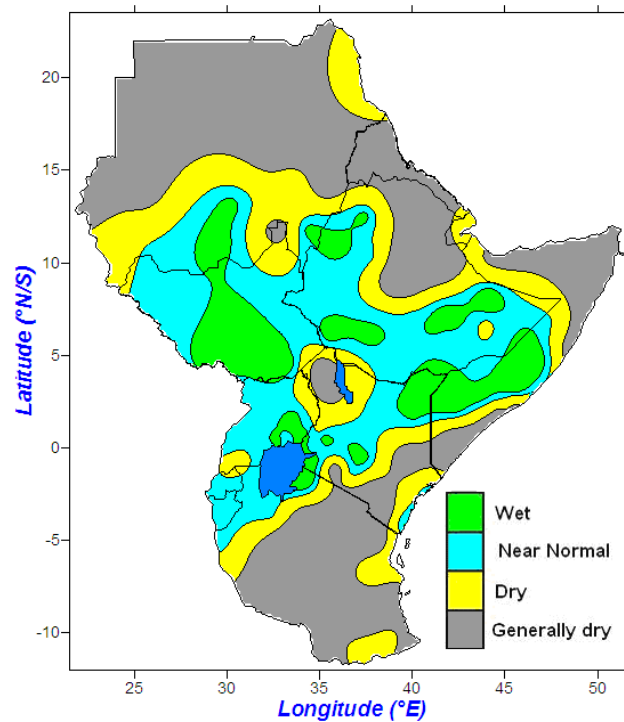 20
15
10
5
0
-5
-10
Latitude (°N/S)
Wet
Near Normal
Dry
Generally dry
25 30 35 40 45 50
Longitude (°E)